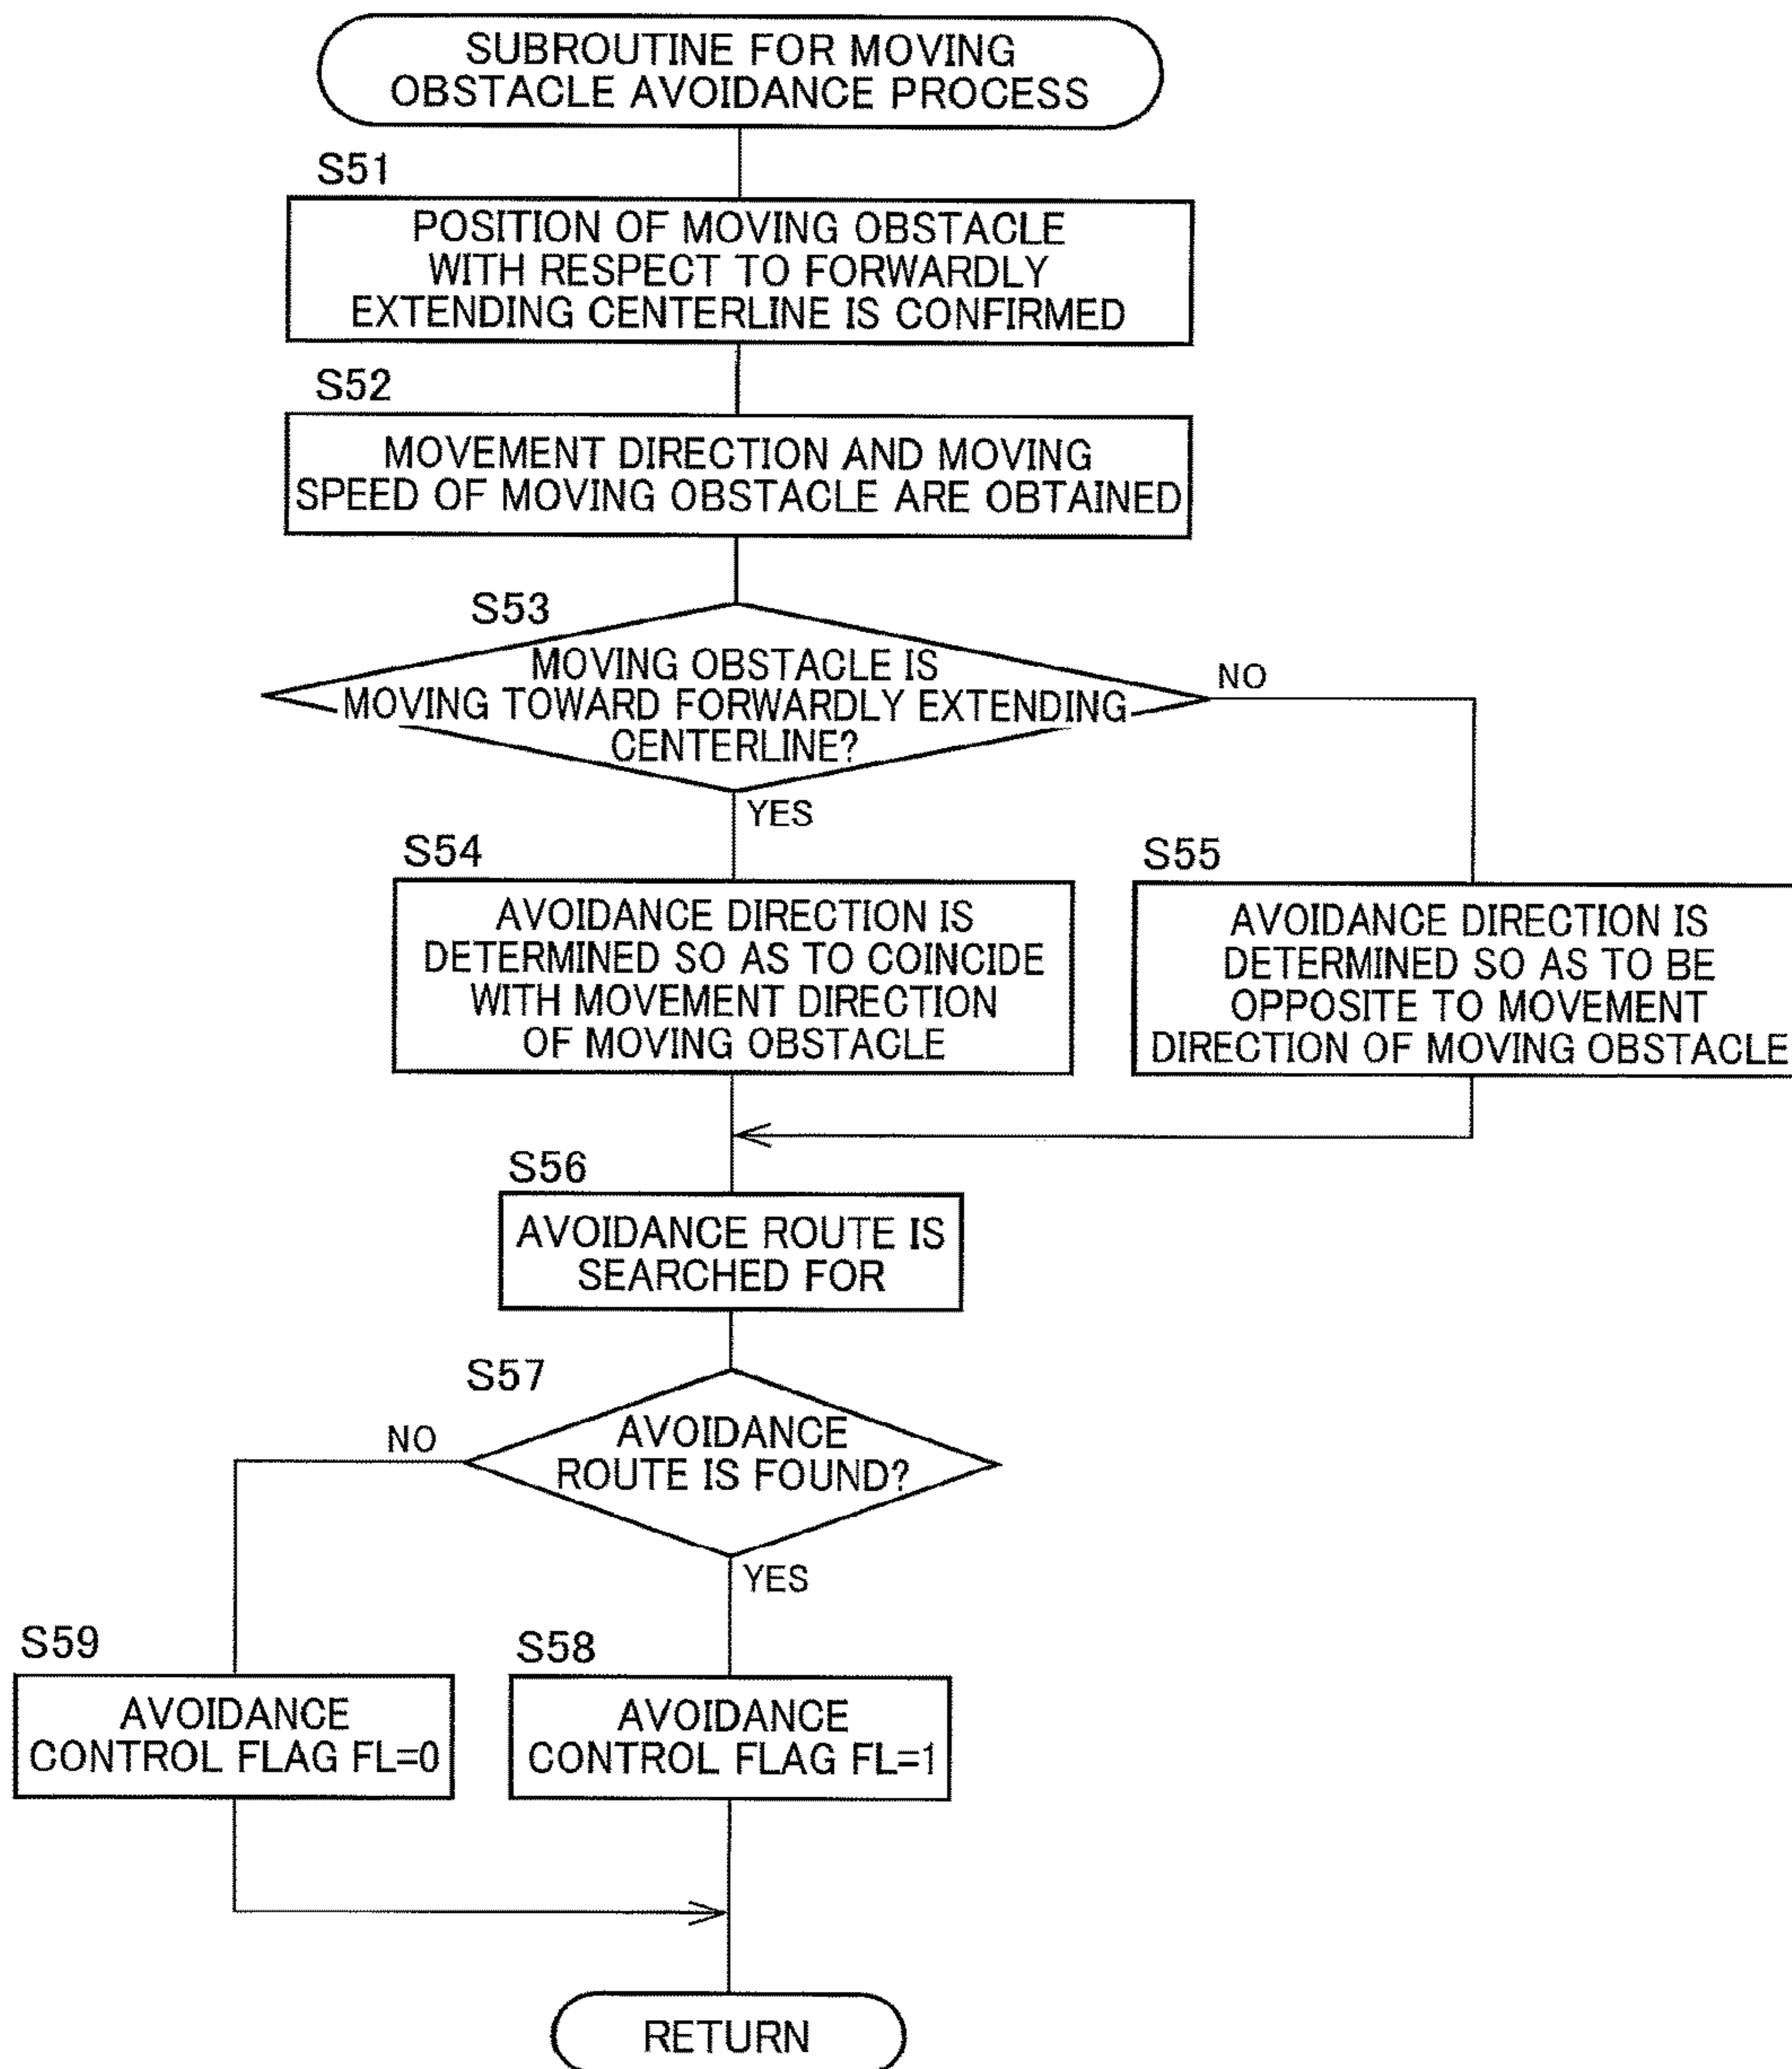 SUBROUTINE FOR MOVING
OBSTACLE AVOIDANCE PROCESS
S51
POSITION OF MOVING OBSTACLE
WITH RESPECT TO FORWARDLY
EXTENDING CENTERLINE IS CONFIRMED
S52
MOVEMENT DIRECTION AND MOVING
SPEED OF MOVING OBSTACLE ARE OBTAINED
S53
MOVING OBSTACLE IS
MOVING TOWARD FORWARDLY EXTENDING
CENTERLINE?
NO
YES
S54
AVOIDANCE DIRECTION IS
DETERMINED SO AS TO COINCIDE
WITH MOVEMENT DIRECTION
OF MOVING OBSTACLE
S55
AVOIDANCE DIRECTION IS
DETERMINED SO AS TO BE
OPPOSITE TO MOVEMENT
DIRECTION OF MOVING OBSTACLE
S56
AVOIDANCE ROUTE IS
SEARCHED FOR
S57
AVOIDANCE
ROUTE IS FOUND?
NO
YES
S59
AVOIDANCE
CONTROL FLAG FL=0
S58
AVOIDANCE
CONTROL FLAG FL=1
RETURN